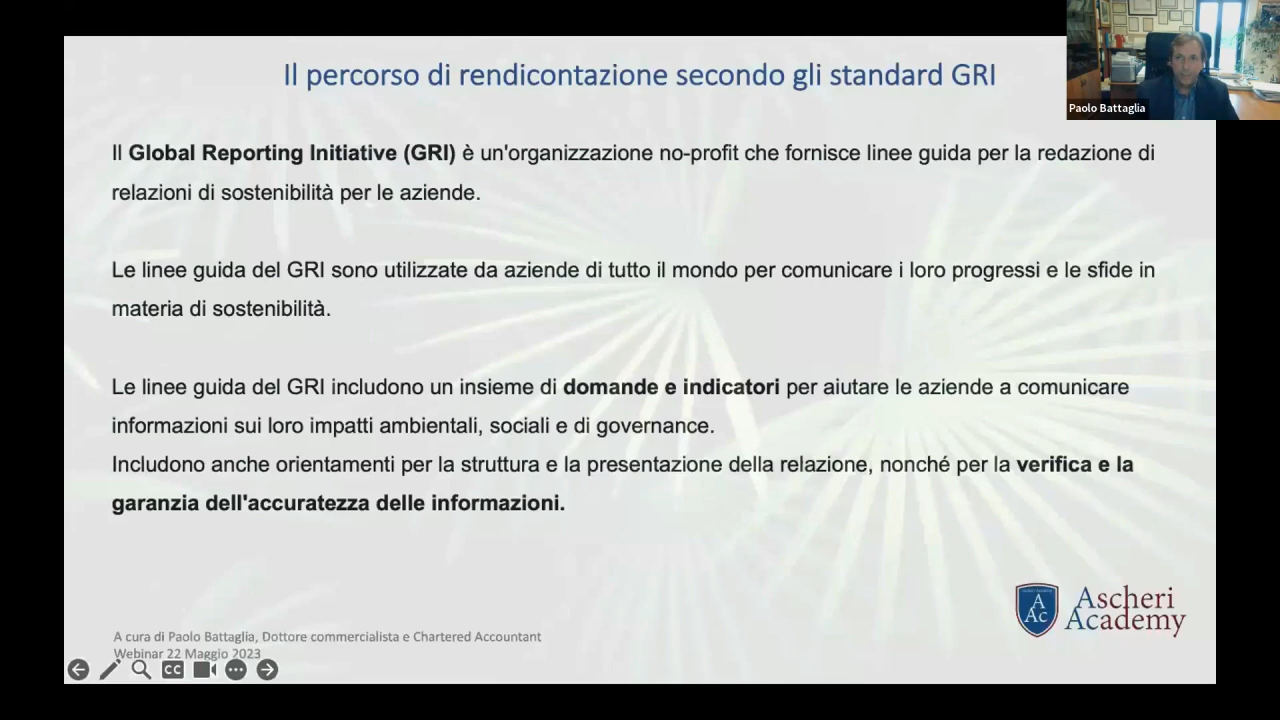 Il percorso di rendicontazione secondo gli standard GRI
Paolo Battaglia
Il Global Reporting Initiative (GRI) è un'organizzazione no-profit che fornisce linee guida per la redazione di
relazioni di sostenibilità per le aziende.
Le linee guida del GRI sono utilizzate da aziende di tutto il mondo per comunicare i loro progressi e le sfide in
materia di sostenibilità.
Le linee guida del GRI includono un insieme di domande e indicatori per aiutare le aziende a comunicare
informazioni sui loro impatti ambientali, sociali e di governance.
Includono anche orientamenti per la struttura e la presentazione della relazione, nonché per la verifica e la
garanzia dell'accuratezza delle informazioni.
A
Ac
Ascheri
Academy
A cura di Paolo Battaglia, Dottore commercialista e Chartered Accountant
Webinar 22 Maggio 2023
CC